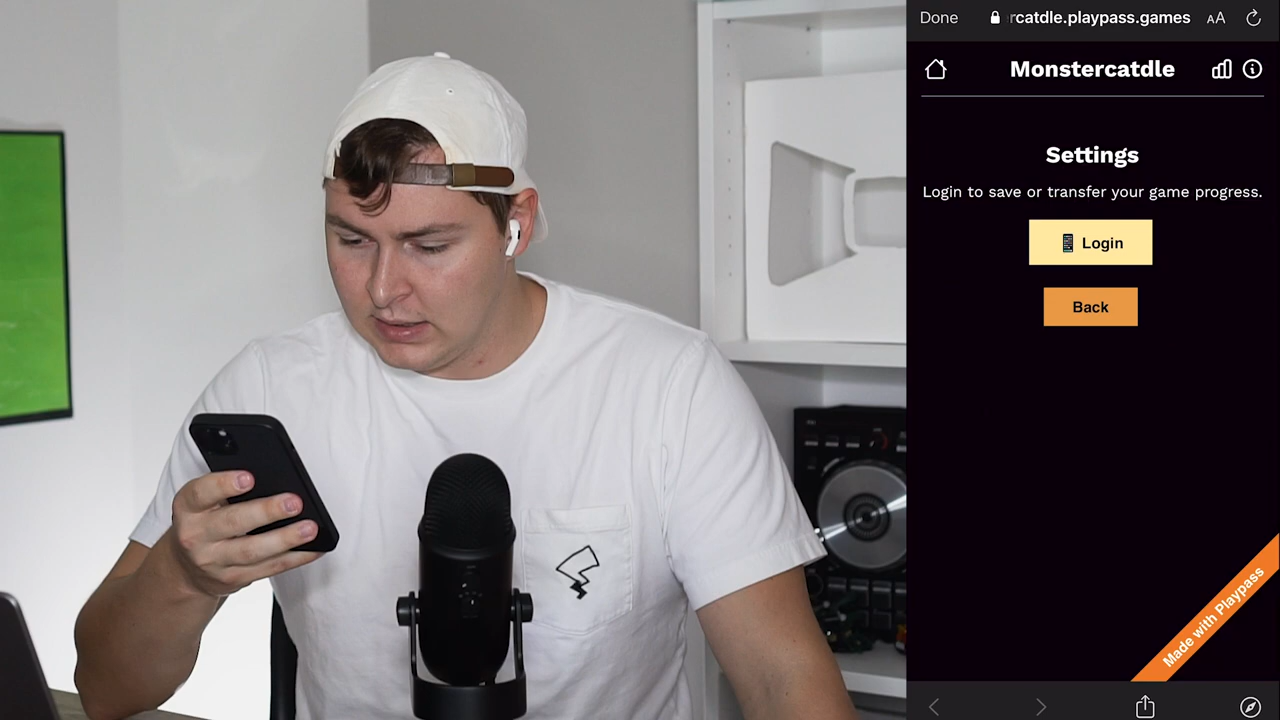 Done
rcatdle.playpass.games
AA
Monstercatdle
Settings
Login to save or transfer your game progress.
Login
Back
Made with Playpass